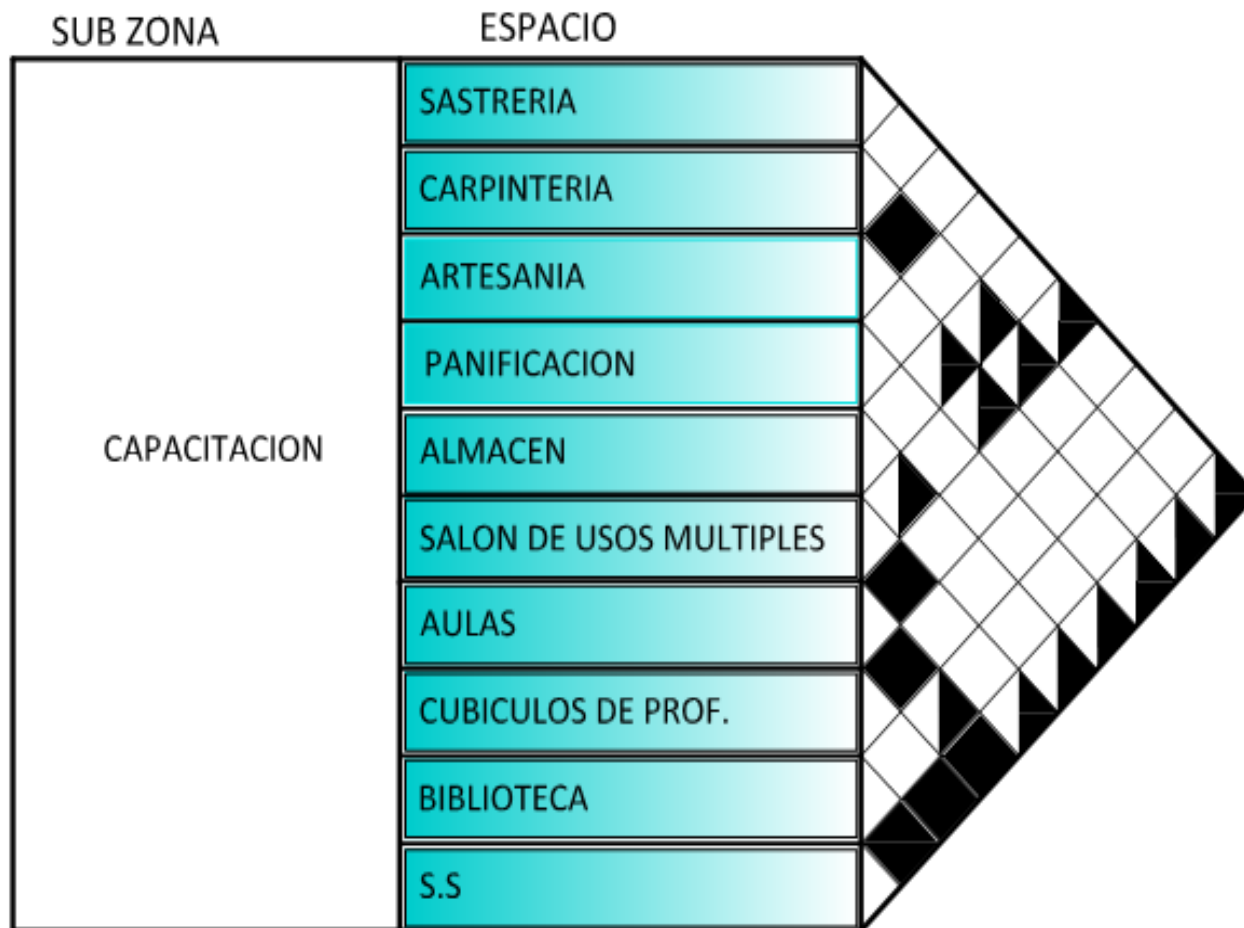 SUB ZONA
ESPACIO
CAPACITACION
SASTRERIA
CARPINTERIA
ARTESANIA
PANIFICACION
ALMACEN
SALON DE USOS MULTIPLES
AULAS
CUBICULOS DE PROF.
BIBLIOTECA
S.S